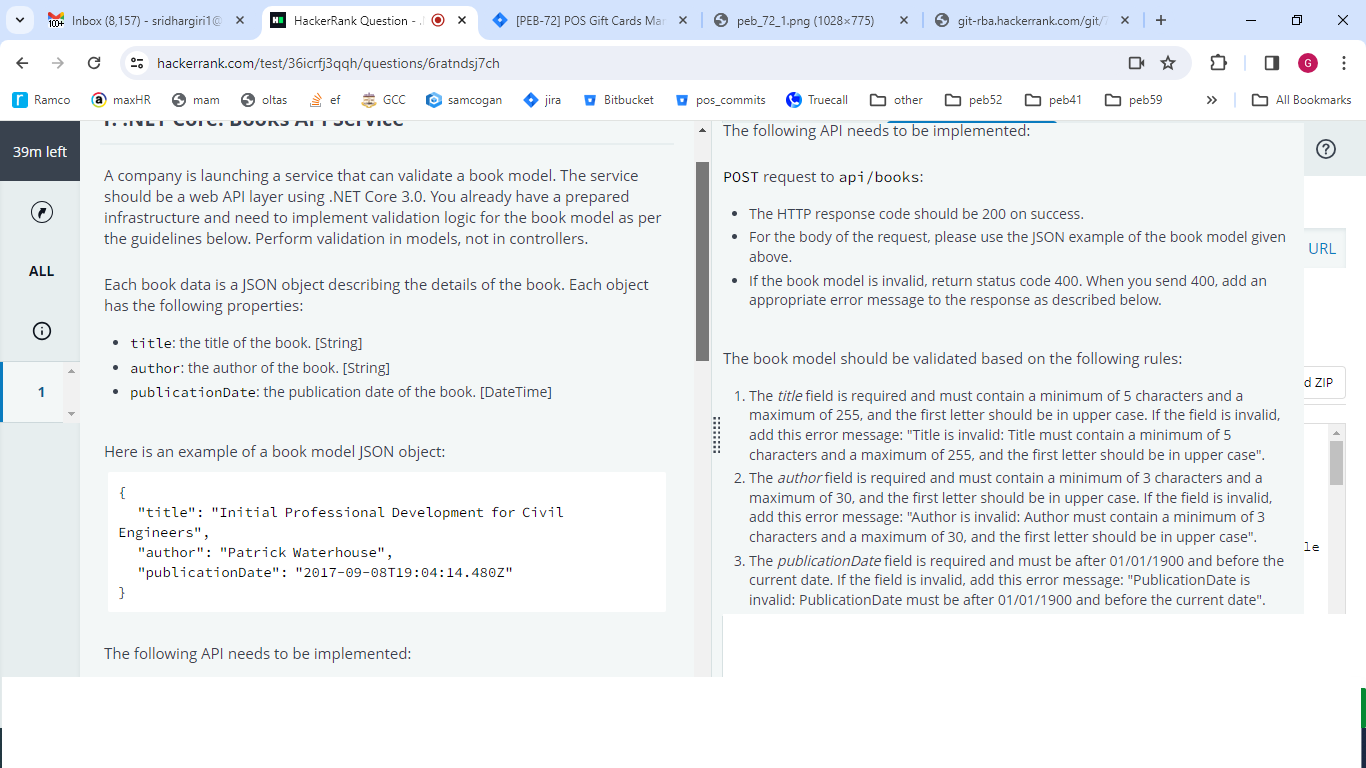 Inbox (8,157) - sridhargiri1@
HackerRank Question -
[PEB-72] POS Gift Cards Mar
peb_72_1.png (1028×775)
git-rba.hackerrank.com/git/
hackerrank.com/test/36icrfj3qqh/questions/6ratndsj7ch
G
Ramco
maxHR
mam
oltas
ef
GCC
samcogan
jira
Bitbucket
pos_commits
Truecall
other
peb52
peb41
peb59
All Bookmarks
39m left
ALL
1
1. .NET Core: Books API Service
A company is launching a service that can validate a book model. The service
should be a web API layer using .NET Core 3.0. You already have a prepared
infrastructure and need to implement validation logic for the book model as per
the guidelines below. Perform validation in models, not in controllers.
Each book data is a JSON object describing the details of the book. Each object
has the following properties:
• title: the title of the book. [String]
• author: the author of the book. [String]
• publicationDate: the publication date of the book. [DateTime]
Here is an example of a book model JSON object:
{
"title": "Initial Professional Development for Civil
Engineers",
"author": "Patrick Waterhouse",
"publicationDate": "2017-09-08T19:04:14.480Z"
}
The following API needs to be implemented:
The following API needs to be implemented:
POST request to api/books:
• The HTTP response code should be 200 on success.
• For the body of the request, please use the JSON example of the book model given
above.
• If the book model is invalid, return status code 400. When you send 400, add an
appropriate error message to the response as described below.
The book model should be validated based on the following rules:
1. The title field is required and must contain a minimum of 5 characters and a
maximum of 255, and the first letter should be in upper case. If the field is invalid,
add this error message: "Title is invalid: Title must contain a minimum of 5
characters and a maximum of 255, and the first letter should be in upper case".
2. The author field is required and must contain a minimum of 3 characters and a
maximum of 30, and the first letter should be in upper case. If the field is invalid,
add this error message: "Author is invalid: Author must contain a minimum of 3
characters and a maximum of 30, and the first letter should be in upper case".
3. The publicationDate field is required and must be after 01/01/1900 and before the
current date. If the field is invalid, add this error message: "PublicationDate is
invalid: PublicationDate must be after 01/01/1900 and before the current date".
URL
d ZIP
le